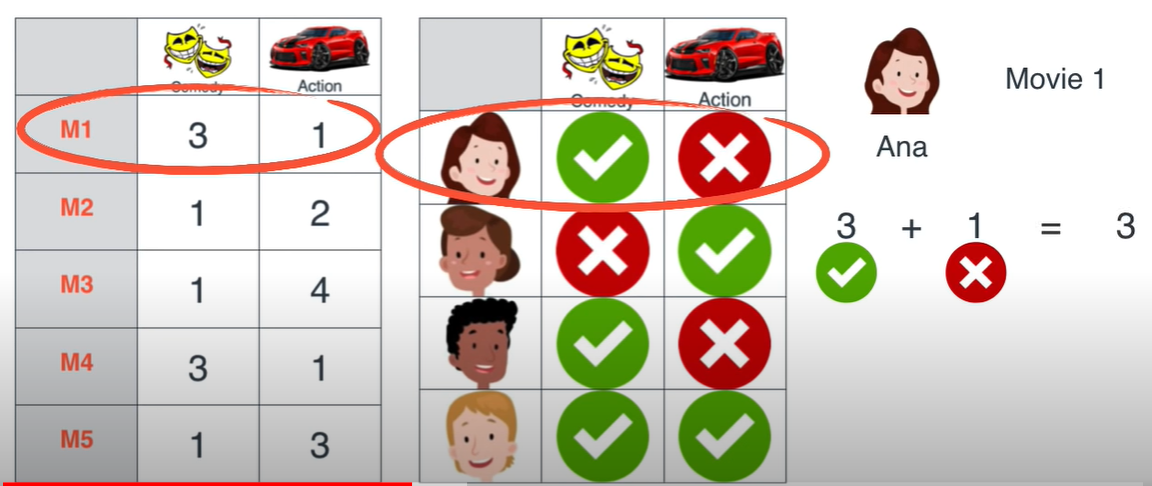 Comedy Action
M1 3 1
M2 1 2
M3 1 4
M4 3 1
M5 1 3
Comedy Action
Movie 1
Ana
3 + 1 = 3